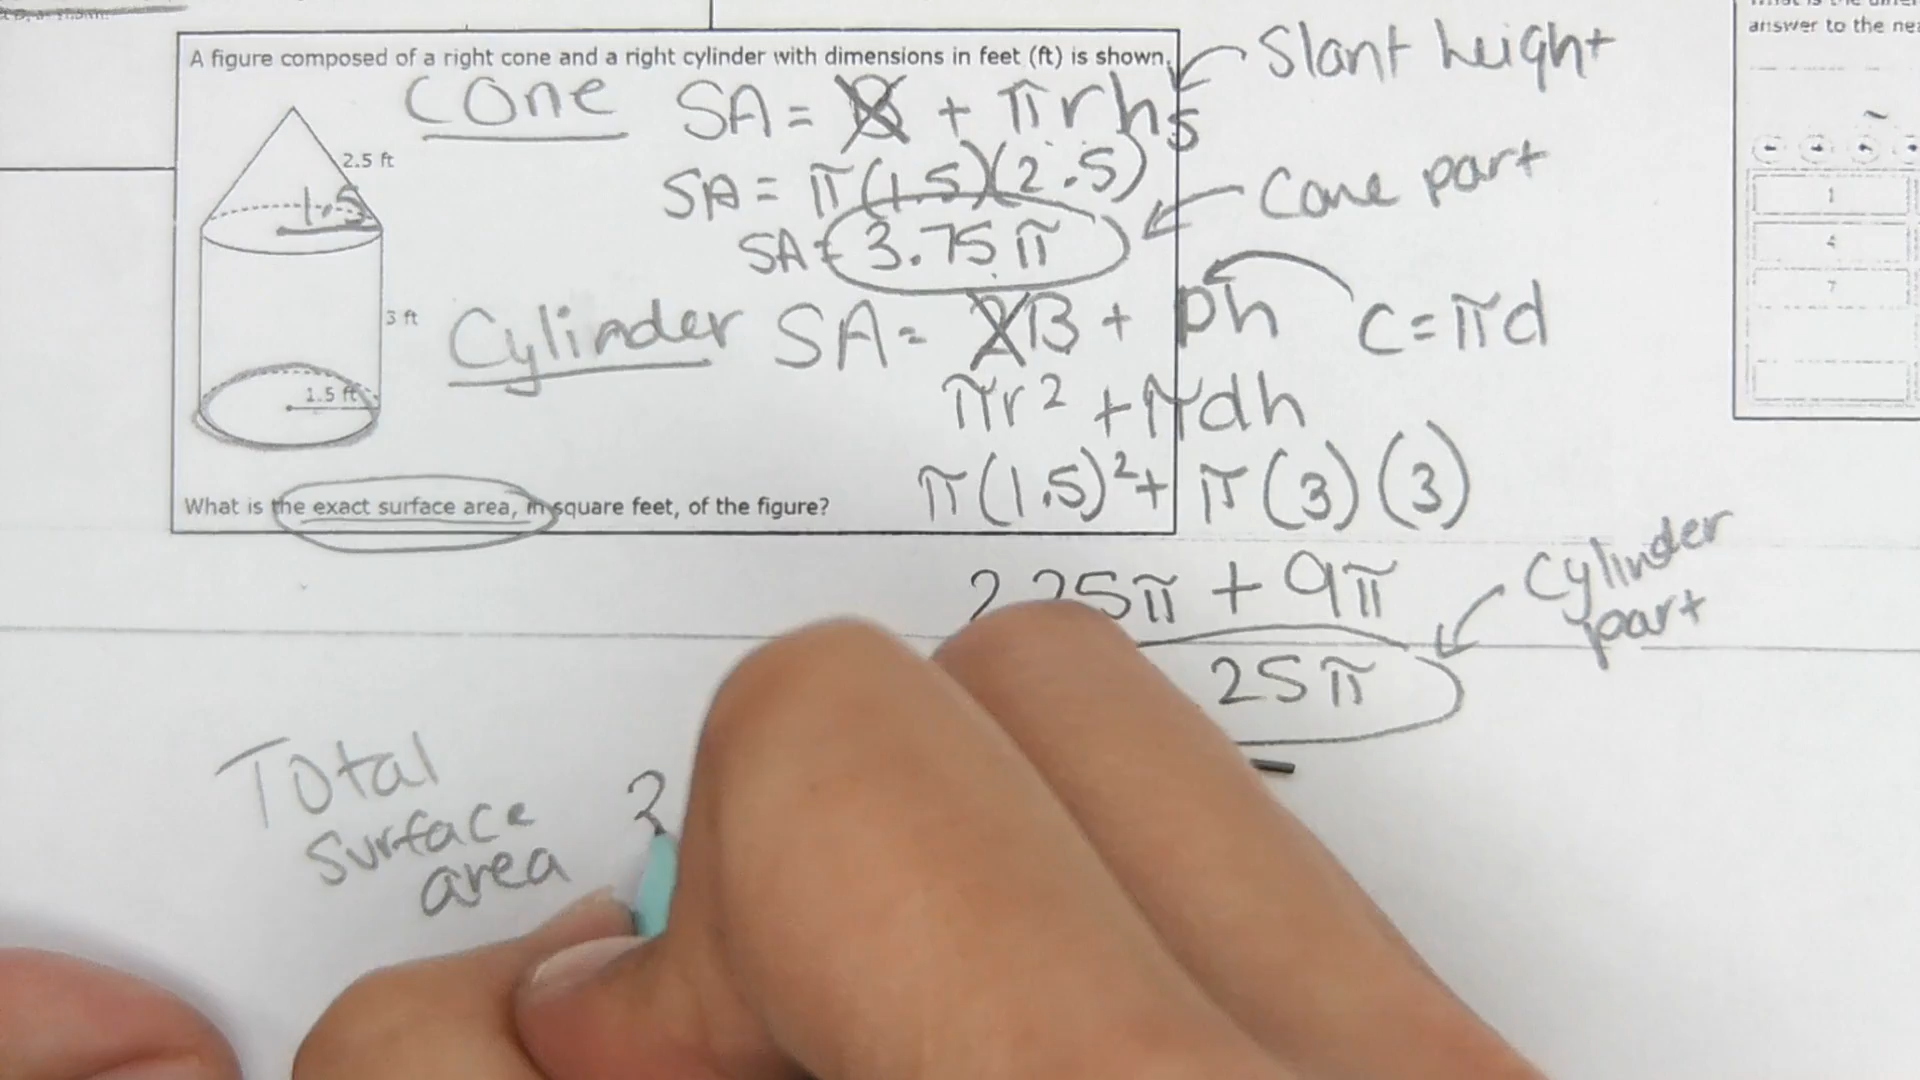 answer to the nea
A figure composed of a right cone and a right cylinder with dimensions in feet (ft) is shown.
Slant height
Cone SA = B + πrhs
2.5 ft
SA = π(1.5)(2.5)
Cone part
1.5
SA = 3.75π
3 ft
Cylinder SA = 2B + ph
C=πd
1.5 ft
πr² + πdh
π(1.5)² + π(3)(3)
What is the exact surface area, in square feet, of the figure?
2.25π + 9π
Cylinder
part
25π
Total
surface
area
3
1
4
7